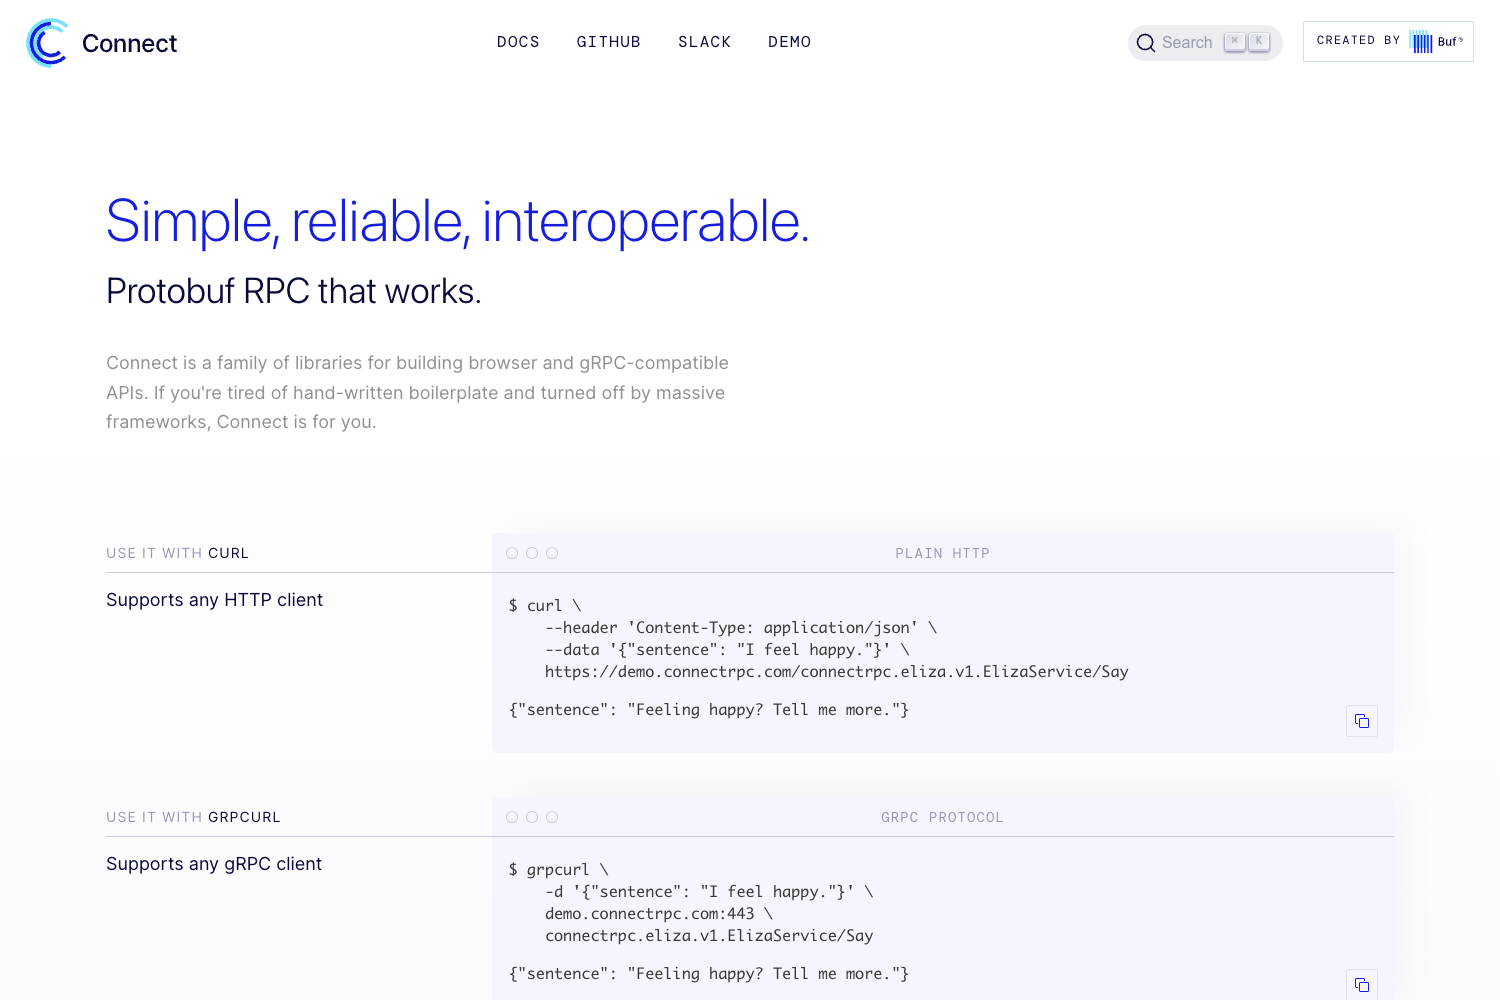 Connect
DOCS GITHUB SLACK DEMO
Search ⌘ K
CREATED BY Buf
Simple, reliable, interoperable.
Protobuf RPC that works.
Connect is a family of libraries for building browser and gRPC-compatible
APIs. If you're tired of hand-written boilerplate and turned off by massive
frameworks, Connect is for you.
USE IT WITH CURL
Supports any HTTP client
PLAIN HTTP
$ curl \
    --header 'Content-Type: application/json' \
    --data '{"sentence": "I feel happy."}' \
    https://demo.connectrpc.com/connectrpc.eliza.v1.ElizaService/Say
{"sentence": "Feeling happy? Tell me more."}
USE IT WITH GRPCURL
Supports any gRPC client
GRPC PROTOCOL
$ grpcurl \
    -d '{"sentence": "I feel happy."}' \
    demo.connectrpc.com:443 \
    connectrpc.eliza.v1.ElizaService/Say
{"sentence": "Feeling happy? Tell me more."}